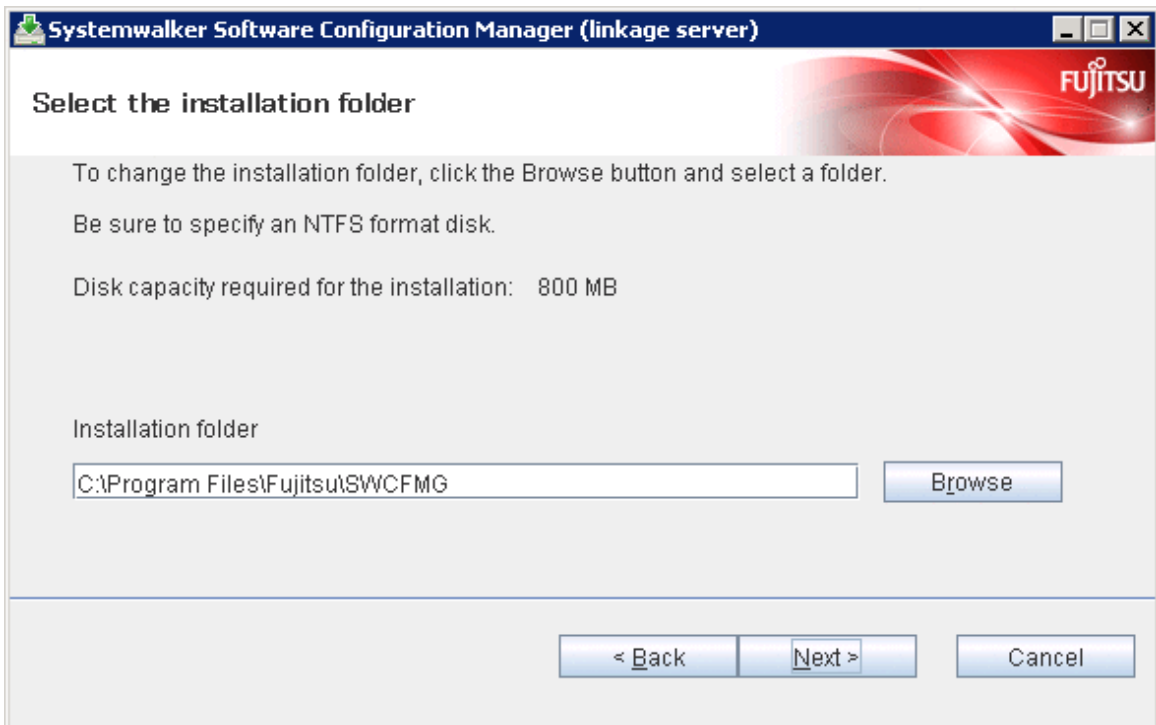 Systemwalker Software Configuration Manager (linkage server)
FUJITSU
Select the installation folder
To change the installation folder, click the Browse button and select a folder.
Be sure to specify an NTFS format disk.
Disk capacity required for the installation: 800 MB
Installation folder
C:\Program Files\Fujitsu\SWCFMG
Browse
< Back Next > Cancel